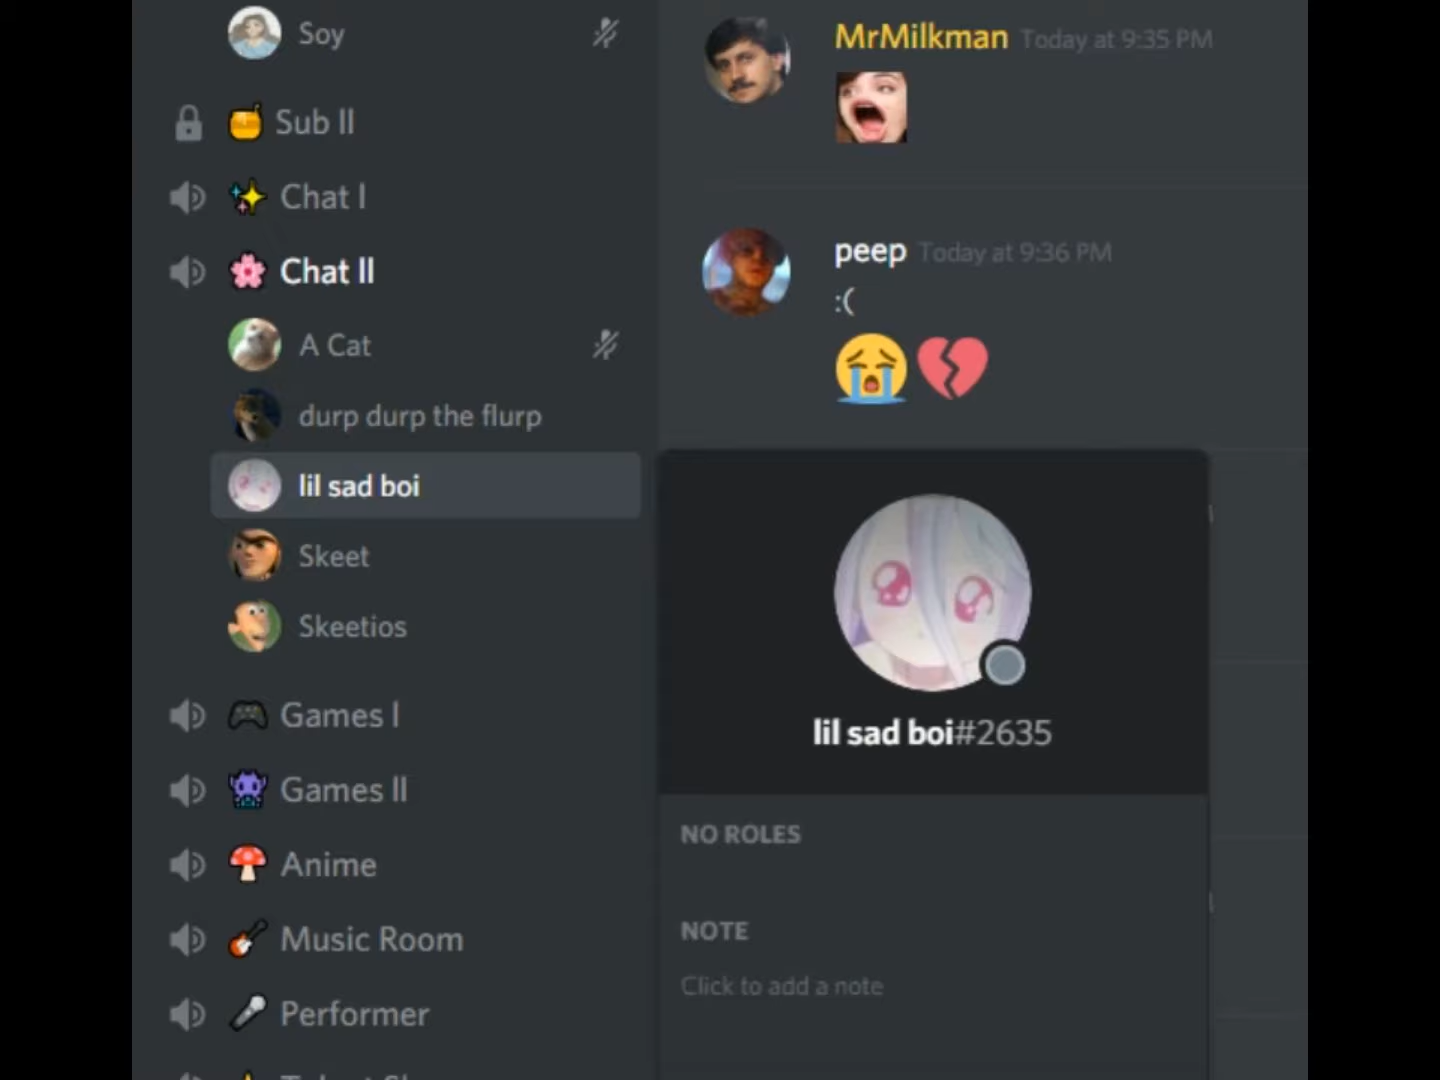 Soy
Sub II
Chat I
Chat II
A Cat
durp durp the flurp
lil sad boi
Skeet
Skeetios
Games I
Games II
Anime
Music Room
Performer
MrMilkman Today at 9:35 PM
peep Today at 9:36 PM
:(
lil sad boi#2635
NO ROLES
NOTE
Click to add a note